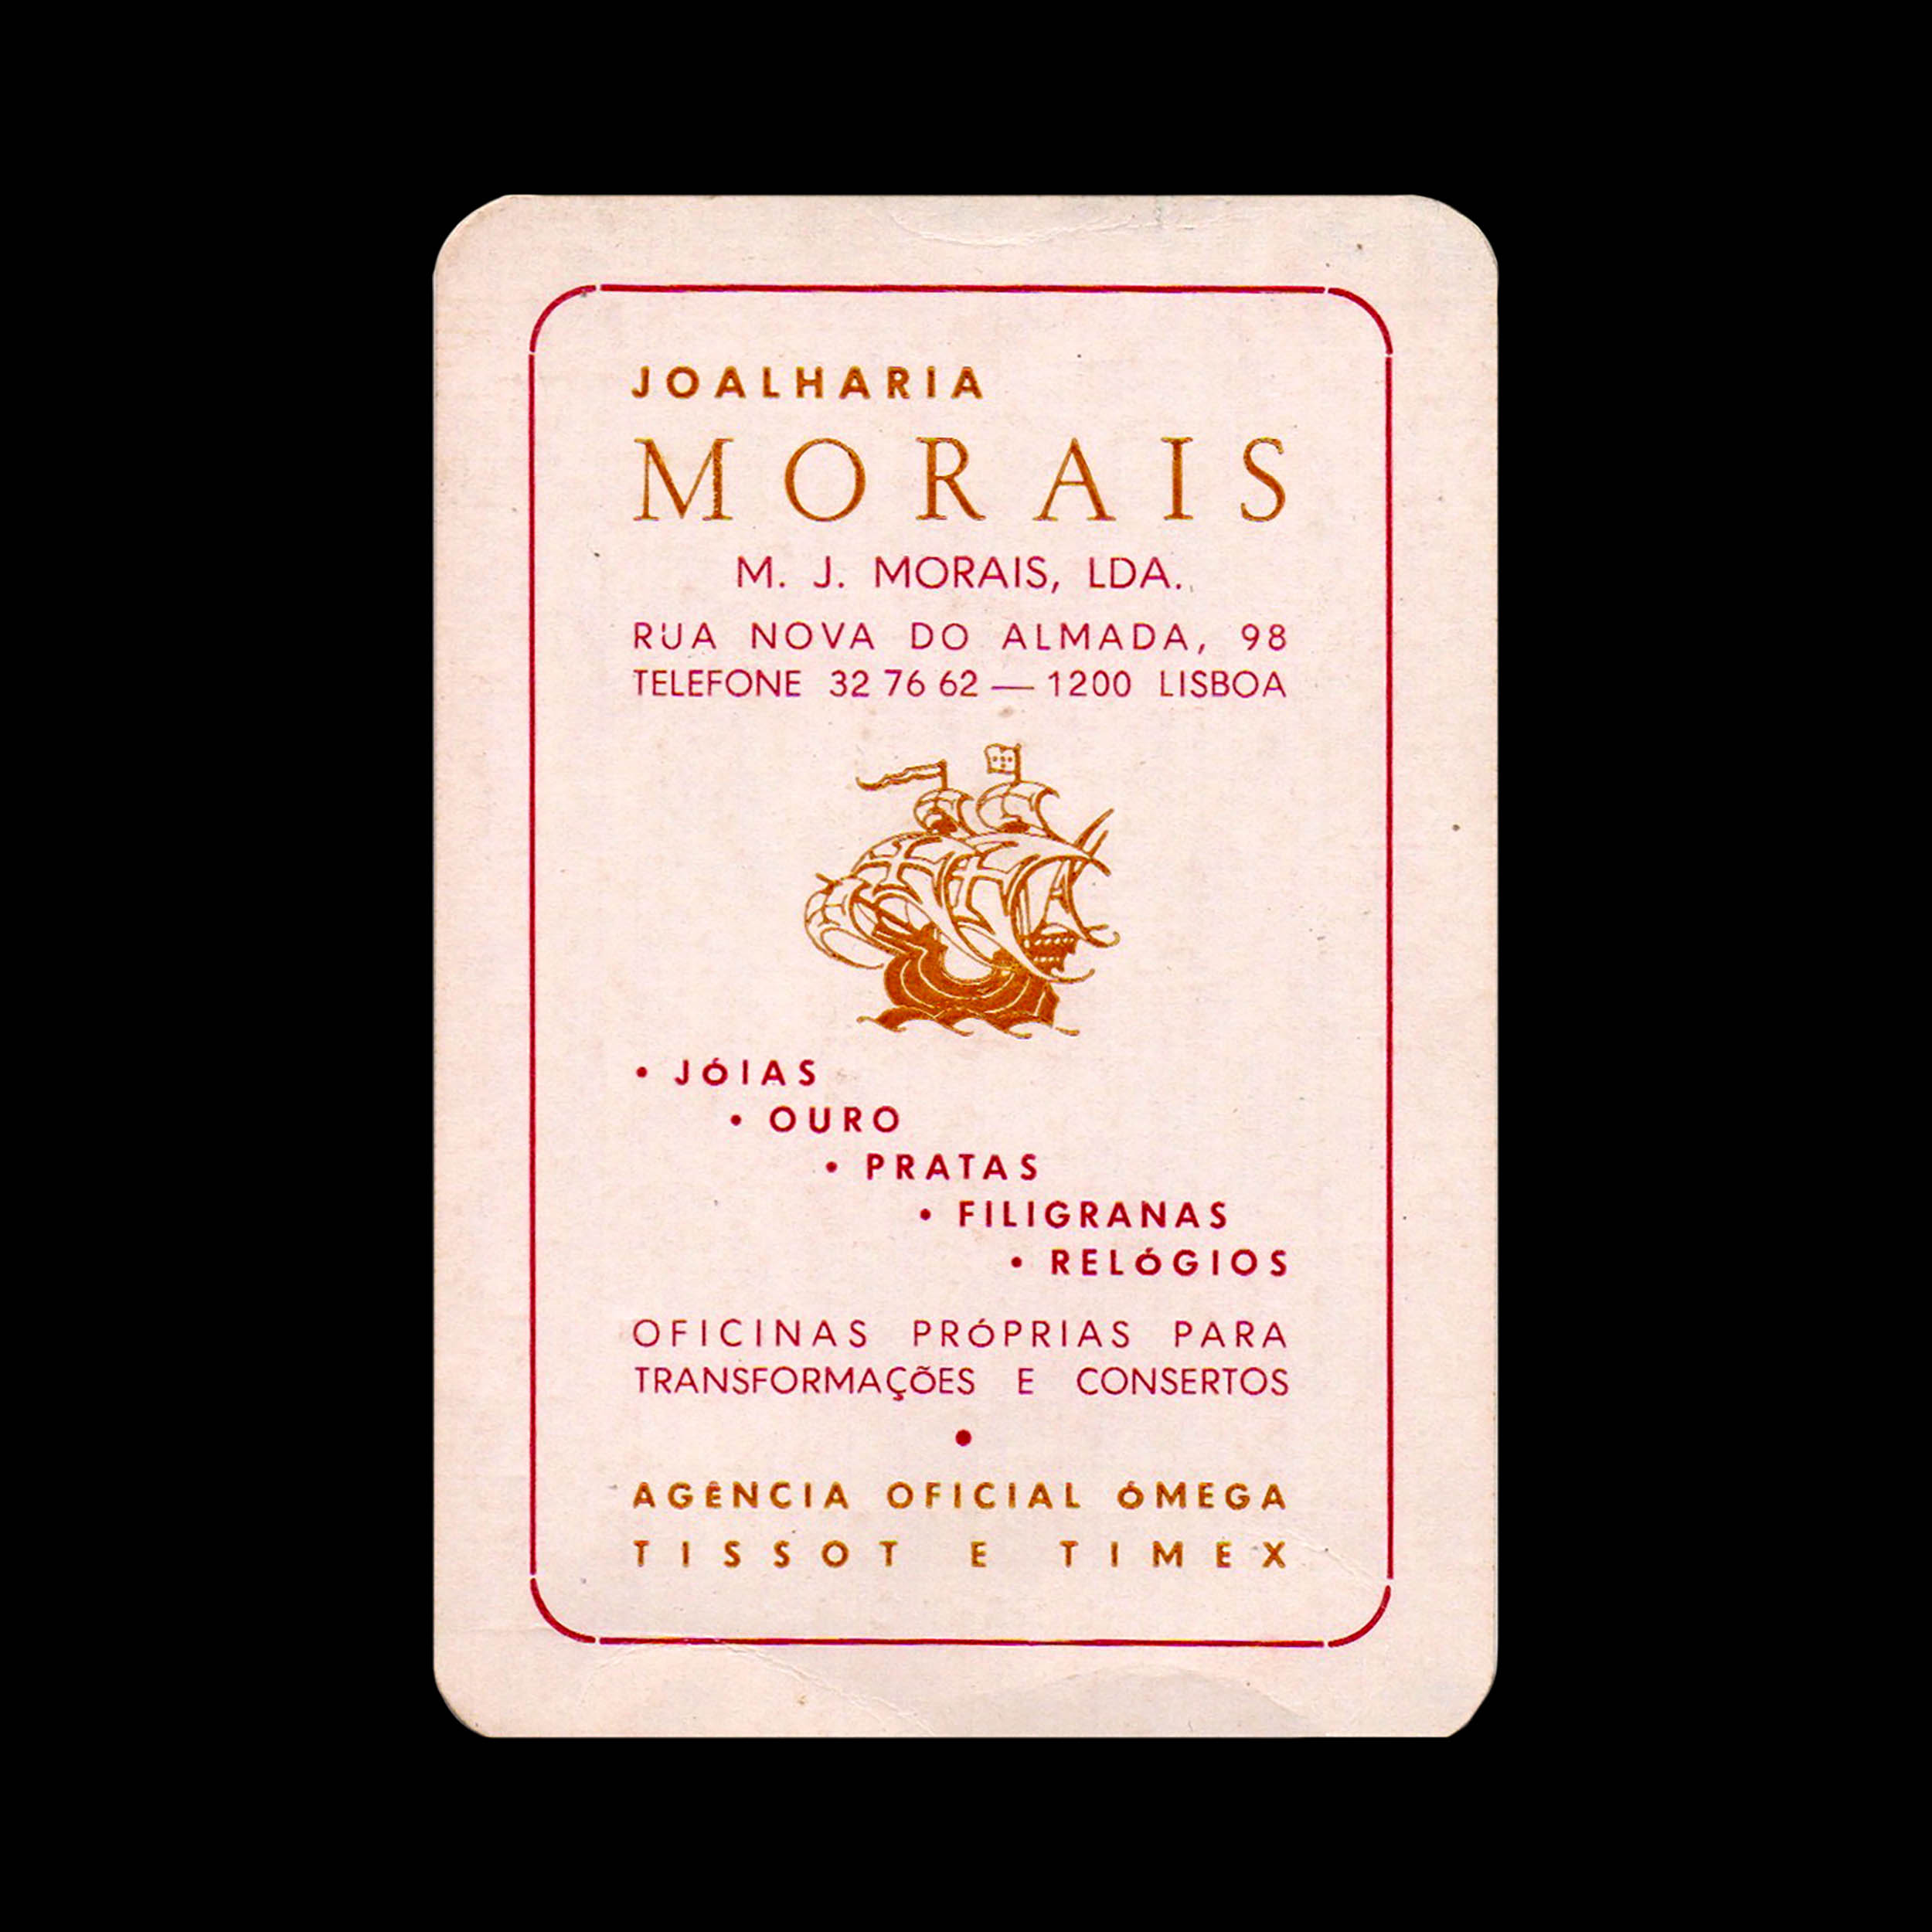 JOALHARIA
MORAIS
M. J. MORAIS, LDA.
RUA NOVA DO ALMADA, 98
TELEFONE 32 76 62 — 1200 LISBOA
• JÓIAS
• OURO
• PRATAS
• FILIGRANAS
• RELÓGIOS
OFICINAS PRÓPRIAS PARA
TRANSFORMAÇÕES E CONSERTOS
•
AGÊNCIA OFICIAL ÓMEGA
TISSOT E TIMEX